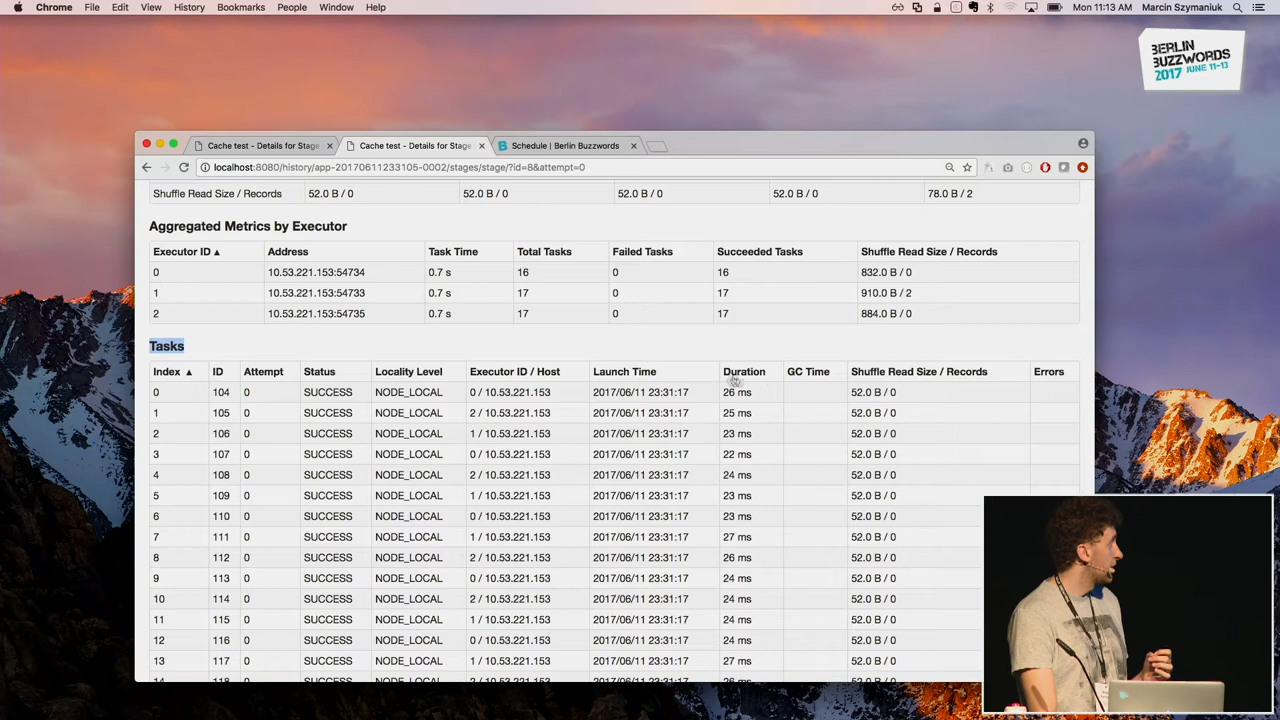 Chrome File Edit View History Bookmarks People Window Help Mon 11:13 AM Marcin Szymaniuk
BERLIN
BUZZWORDS
2017 JUNE 11-13
Cache test - Details for Stage Cache test - Details for Stage Schedule | Berlin Buzzwords
localhost:8080/history/app-20170611233105-0002/stages/stage/?id=8&attempt=0
Shuffle Read Size / Records 52.0 B / 0 52.0 B / 0 52.0 B / 0 52.0 B / 0 78.0 B / 2
Aggregated Metrics by Executor
Executor ID ▲ Address Task Time Total Tasks Failed Tasks Succeeded Tasks Shuffle Read Size / Records
0 10.53.221.153:54734 0.7 s 16 0 16 832.0 B / 0
1 10.53.221.153:54733 0.7 s 17 0 17 910.0 B / 2
2 10.53.221.153:54735 0.7 s 17 0 17 884.0 B / 0
Tasks
Index ▲ ID Attempt Status Locality Level Executor ID / Host Launch Time Duration GC Time Shuffle Read Size / Records Errors
0 104 0 SUCCESS NODE_LOCAL 0 / 10.53.221.153 2017/06/11 23:31:17 26 ms 52.0 B / 0
1 105 0 SUCCESS NODE_LOCAL 2 / 10.53.221.153 2017/06/11 23:31:17 25 ms 52.0 B / 0
2 106 0 SUCCESS NODE_LOCAL 1 / 10.53.221.153 2017/06/11 23:31:17 23 ms 52.0 B / 0
3 107 0 SUCCESS NODE_LOCAL 0 / 10.53.221.153 2017/06/11 23:31:17 22 ms 52.0 B / 0
4 108 0 SUCCESS NODE_LOCAL 2 / 10.53.221.153 2017/06/11 23:31:17 24 ms 52.0 B / 0
5 109 0 SUCCESS NODE_LOCAL 1 / 10.53.221.153 2017/06/11 23:31:17 23 ms 52.0 B / 0
6 110 0 SUCCESS NODE_LOCAL 0 / 10.53.221.153 2017/06/11 23:31:17 23 ms 52.0 B / 0
7 111 0 SUCCESS NODE_LOCAL 1 / 10.53.221.153 2017/06/11 23:31:17 27 ms 52.0 B / 0
8 112 0 SUCCESS NODE_LOCAL 2 / 10.53.221.153 2017/06/11 23:31:17 26 ms 52.0 B / 0
9 113 0 SUCCESS NODE_LOCAL 0 / 10.53.221.153 2017/06/11 23:31:17 24 ms 52.0 B / 0
10 114 0 SUCCESS NODE_LOCAL 2 / 10.53.221.153 2017/06/11 23:31:17 24 ms 52.0 B / 0
11 115 0 SUCCESS NODE_LOCAL 1 / 10.53.221.153 2017/06/11 23:31:17 24 ms 52.0 B / 0
12 116 0 SUCCESS NODE_LOCAL 0 / 10.53.221.153 2017/06/11 23:31:17 24 ms 52.0 B / 0
13 117 0 SUCCESS NODE_LOCAL 1 / 10.53.221.153 2017/06/11 23:31:17 27 ms 52.0 B / 0